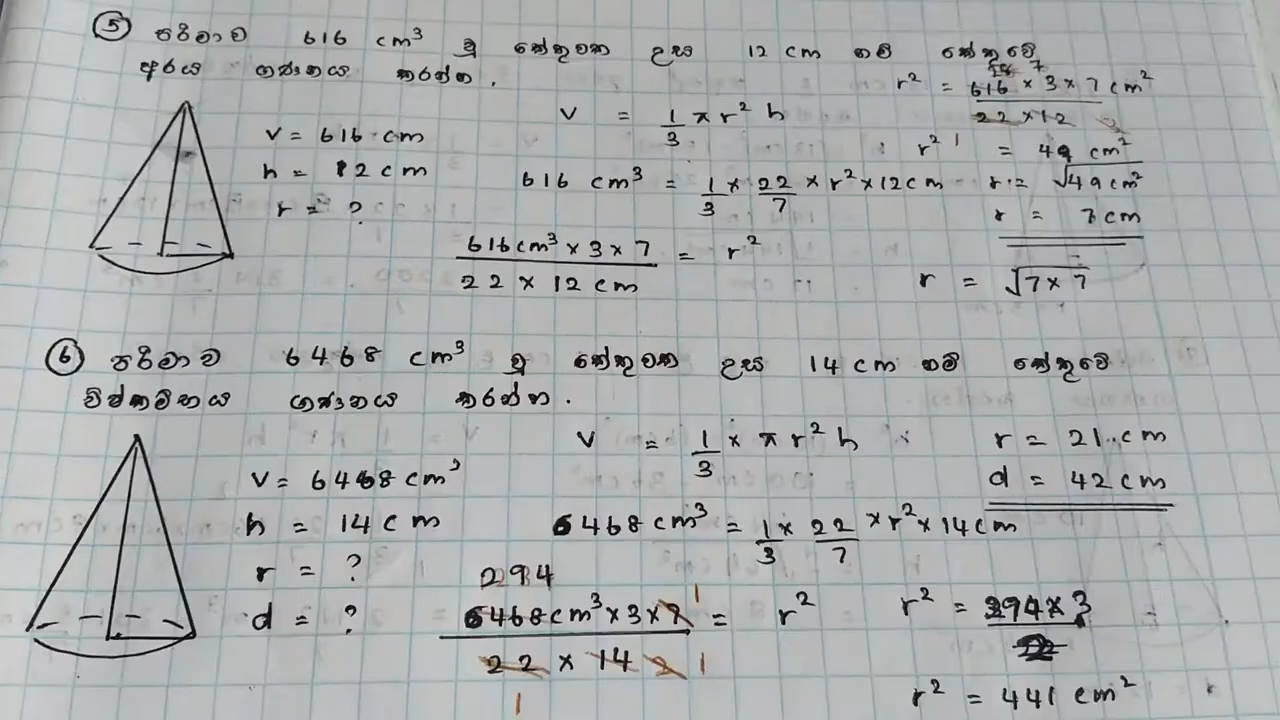 ⑤ පරිමාව 616 cm³ වූ කේතුවක උස 12 cm නම් කේතුවේ
අරය ගණනය කරන්න.
V = 616 cm
h = 12 cm
r = ?
V = 1/3 π r² h
616 cm³ = 1/3 × 22/7 × r² × 12 cm
616 cm³ × 3 × 7 / 22 × 12 cm = r²
r² = 616 × 3 × 7 cm² / 22 × 12
r² = 49 cm²
r = √49 cm²
r = 7 cm
r = √7 × 7
⑥ පරිමාව 6468 cm³ වූ කේතුවක උස 14 cm නම් කේතුවේ
විෂ්කම්භය ගණනය කරන්න.
V = 6468 cm³
h = 14 cm
r = ?
d = ?
V = 1/3 × π r² h
6468 cm³ = 1/3 × 22/7 × r² × 14 cm
294 1
6468 cm³ × 3 × 7 / 22 × 14 2 1 = r²
1
r² = 294 × 3 / 2
r² = 441 cm²
r = 21 cm
d = 42 cm